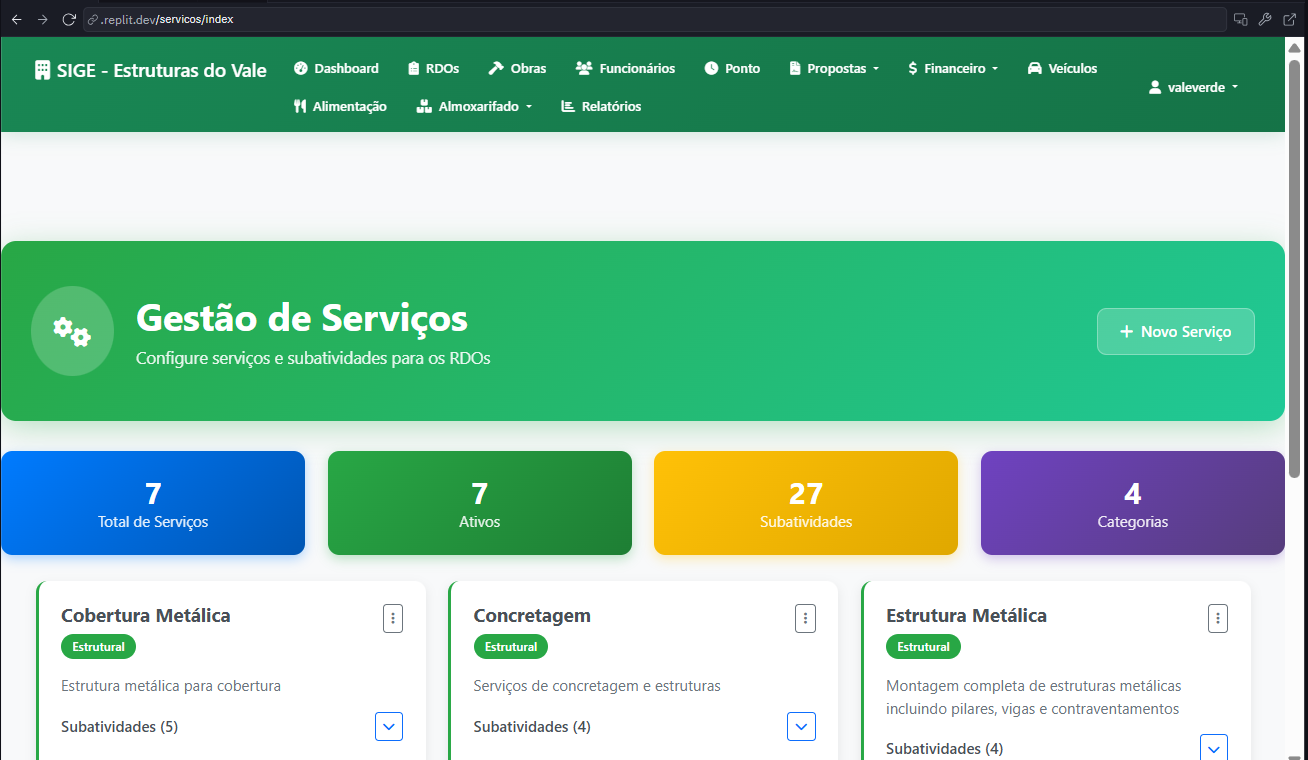 .replit.dev/servicos/index
SIGE - Estruturas do Vale
Dashboard
RDOs
Obras
Funcionários
Ponto
Propostas
Financeiro
Veículos
Alimentação
Almoxarifado
Relatórios
valeverde
Gestão de Serviços
Configure serviços e subatividades para os RDOs
Novo Serviço
7
Total de Serviços
7
Ativos
27
Subatividades
4
Categorias
Cobertura Metálica
Estrutural
Estrutura metálica para cobertura
Subatividades (5)
Concretagem
Estrutural
Serviços de concretagem e estruturas
Subatividades (4)
Estrutura Metálica
Estrutural
Montagem completa de estruturas metálicas
incluindo pilares, vigas e contraventamentos
Subatividades (4)